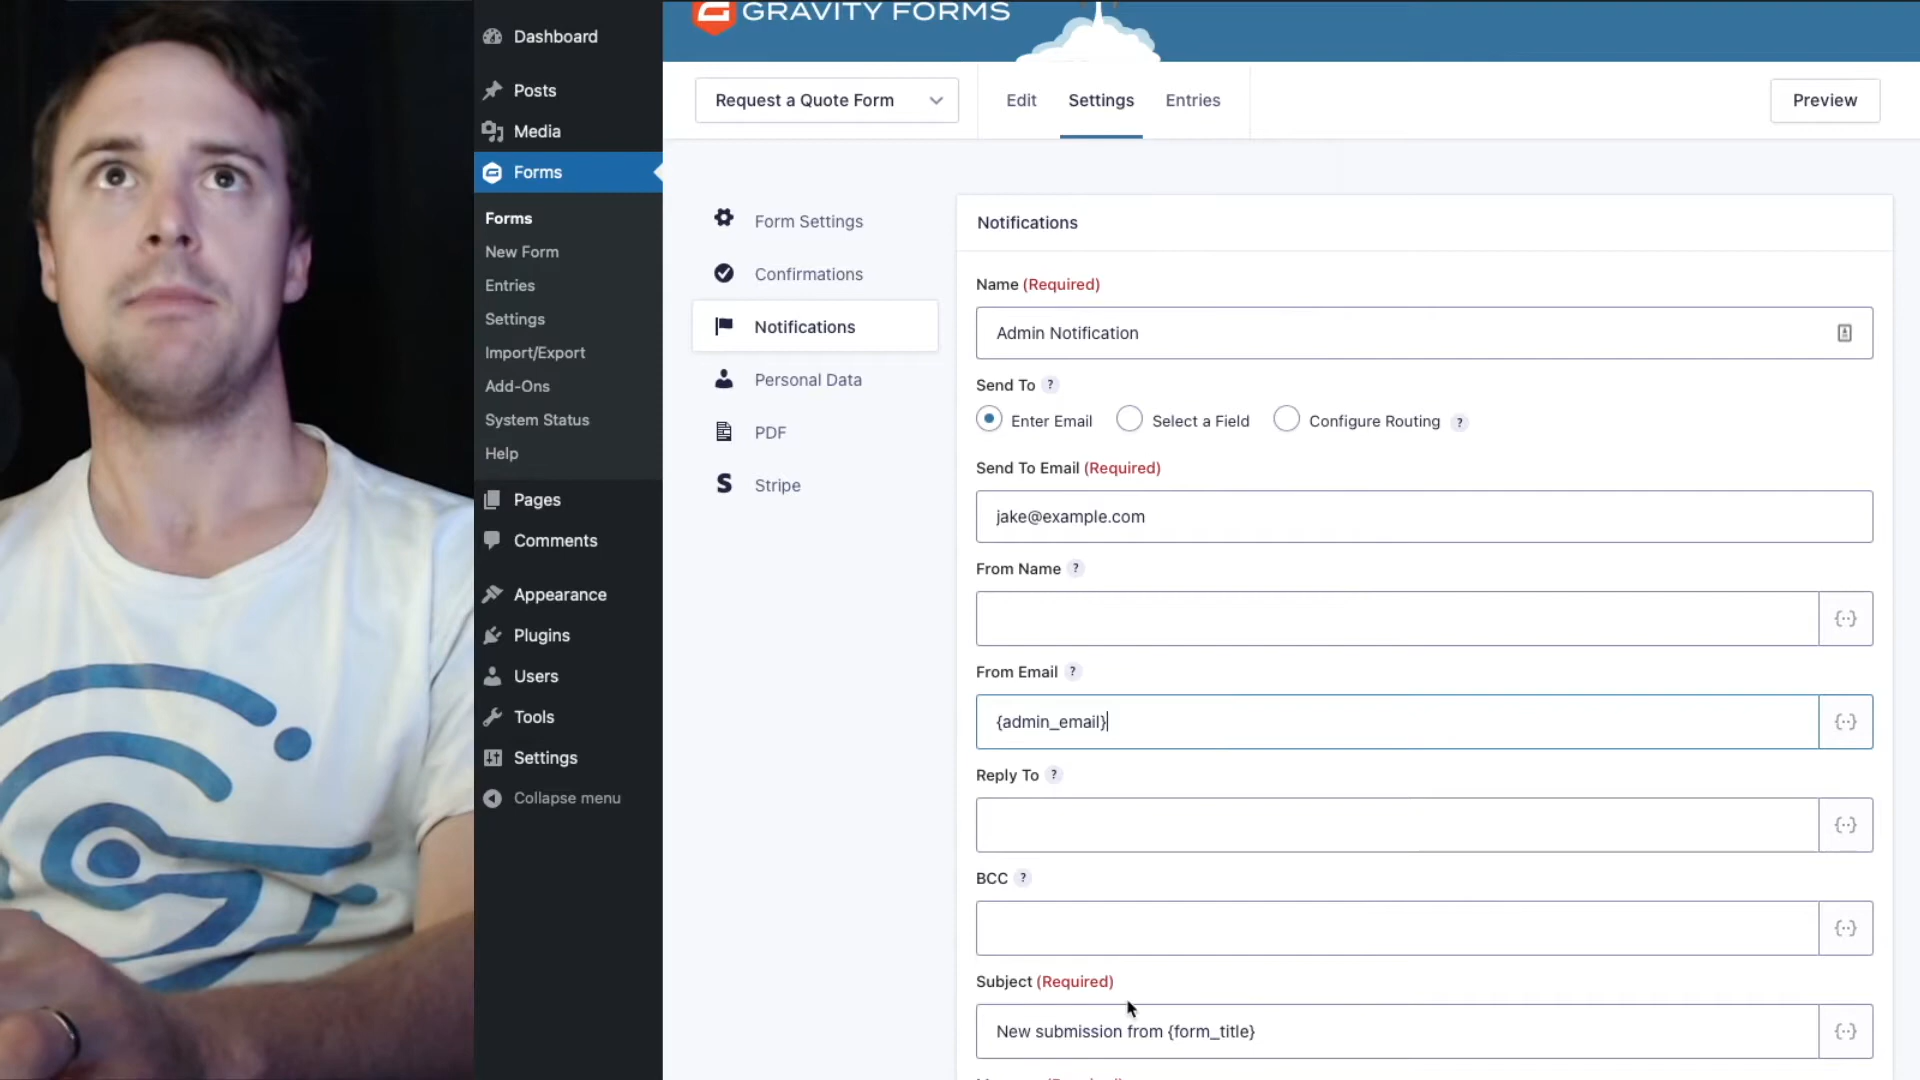 Dashboard
Posts
Media
Forms
Forms
New Form
Entries
Settings
Import/Export
Add-Ons
System Status
Help
Pages
Comments
Appearance
Plugins
Users
Tools
Settings
Collapse menu
GRAVITY FORMS
Request a Quote Form
Edit
Settings
Entries
Preview
Form Settings
Confirmations
Notifications
Personal Data
PDF
Stripe
Notifications
Name (Required)
Admin Notification
Send To ?
Enter Email
Select a Field
Configure Routing ?
Send To Email (Required)
jake@example.com
From Name ?
{··}
From Email ?
{admin_email}
{··}
Reply To ?
{··}
BCC ?
{··}
Subject (Required)
New submission from {form_title}
{··}